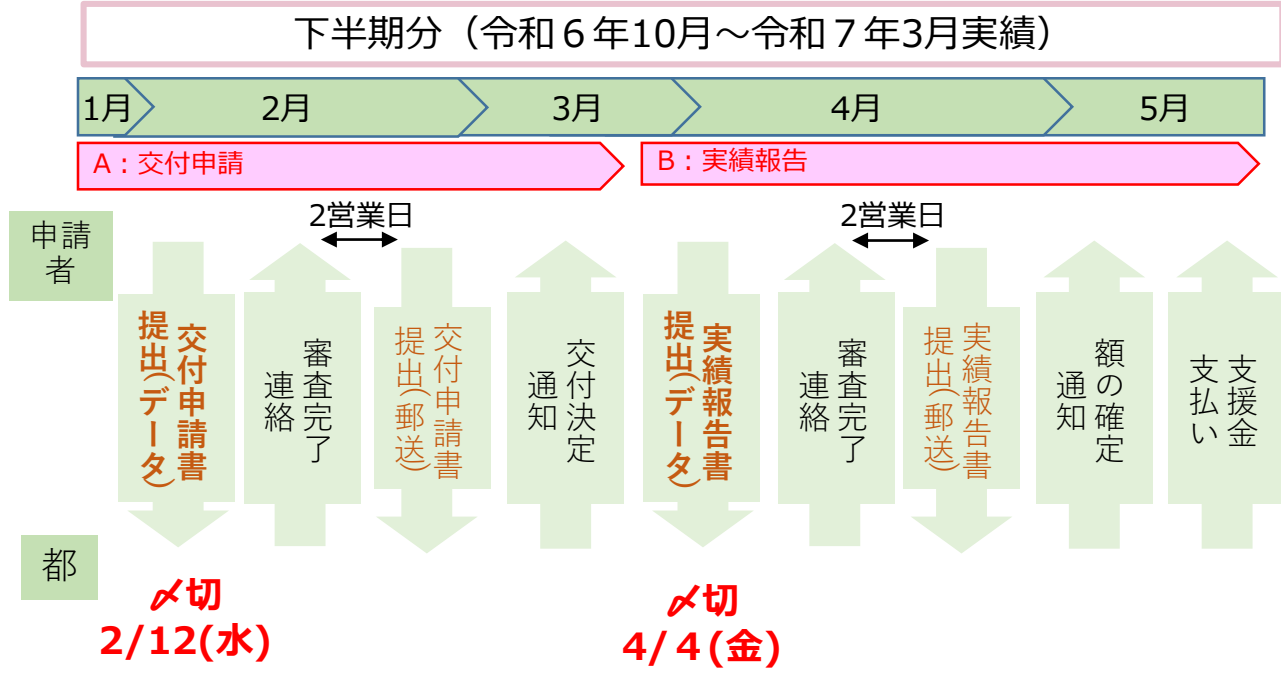 下半期分（令和６年10月～令和７年3月実績）
1月
2月
3月
4月
5月
A：交付申請
B：実績報告
2営業日
2営業日
申請
者
交付申請書
提出(データ)
審査完了
連絡
交付申請書
提出(郵送)
交付決定
通知
実績報告書
提出(データ)
審査完了
連絡
実績報告書
提出(郵送)
額の確定
通知
支援金
支払い
都
〆切
2/12(水)
〆切
4/４(金)